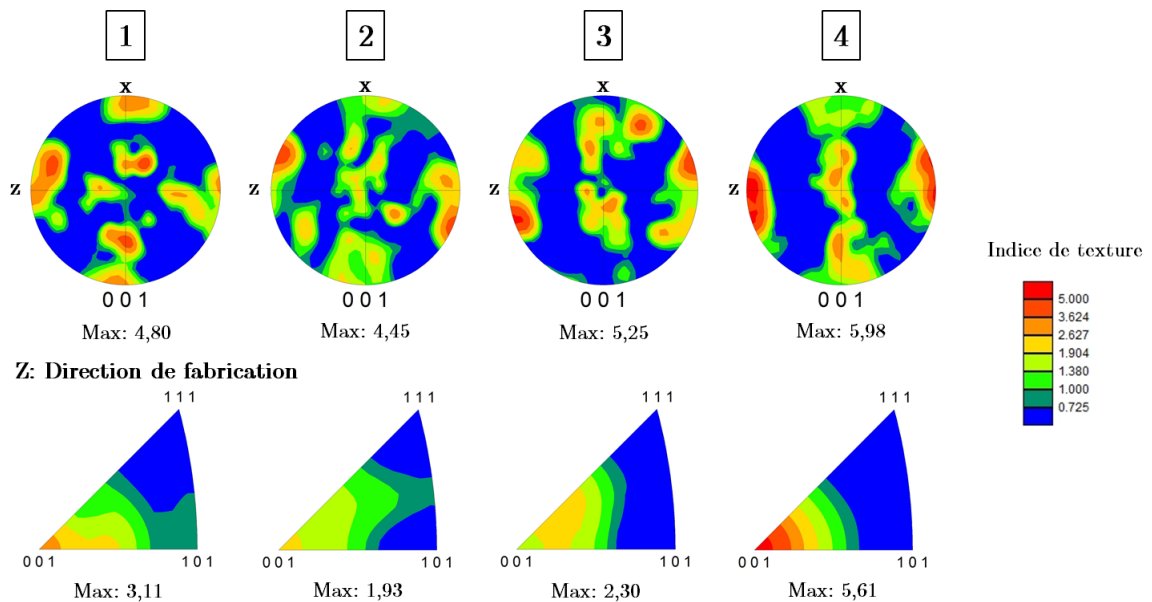 1 2 3 4
X X X X
Z Z Z Z
0 0 1 0 0 1 0 0 1 0 0 1
Max: 4,80 Max: 4,45 Max: 5,25 Max: 5,98
Indice de texture
5.000
3.624
2.627
1.904
1.380
1.000
0.725
Z: Direction de fabrication
1 1 1 1 1 1 1 1 1 1 1 1
0 0 1 1 0 1 0 0 1 1 0 1 0 0 1 1 0 1 0 0 1 1 0 1
Max: 3,11 Max: 1,93 Max: 2,30 Max: 5,61